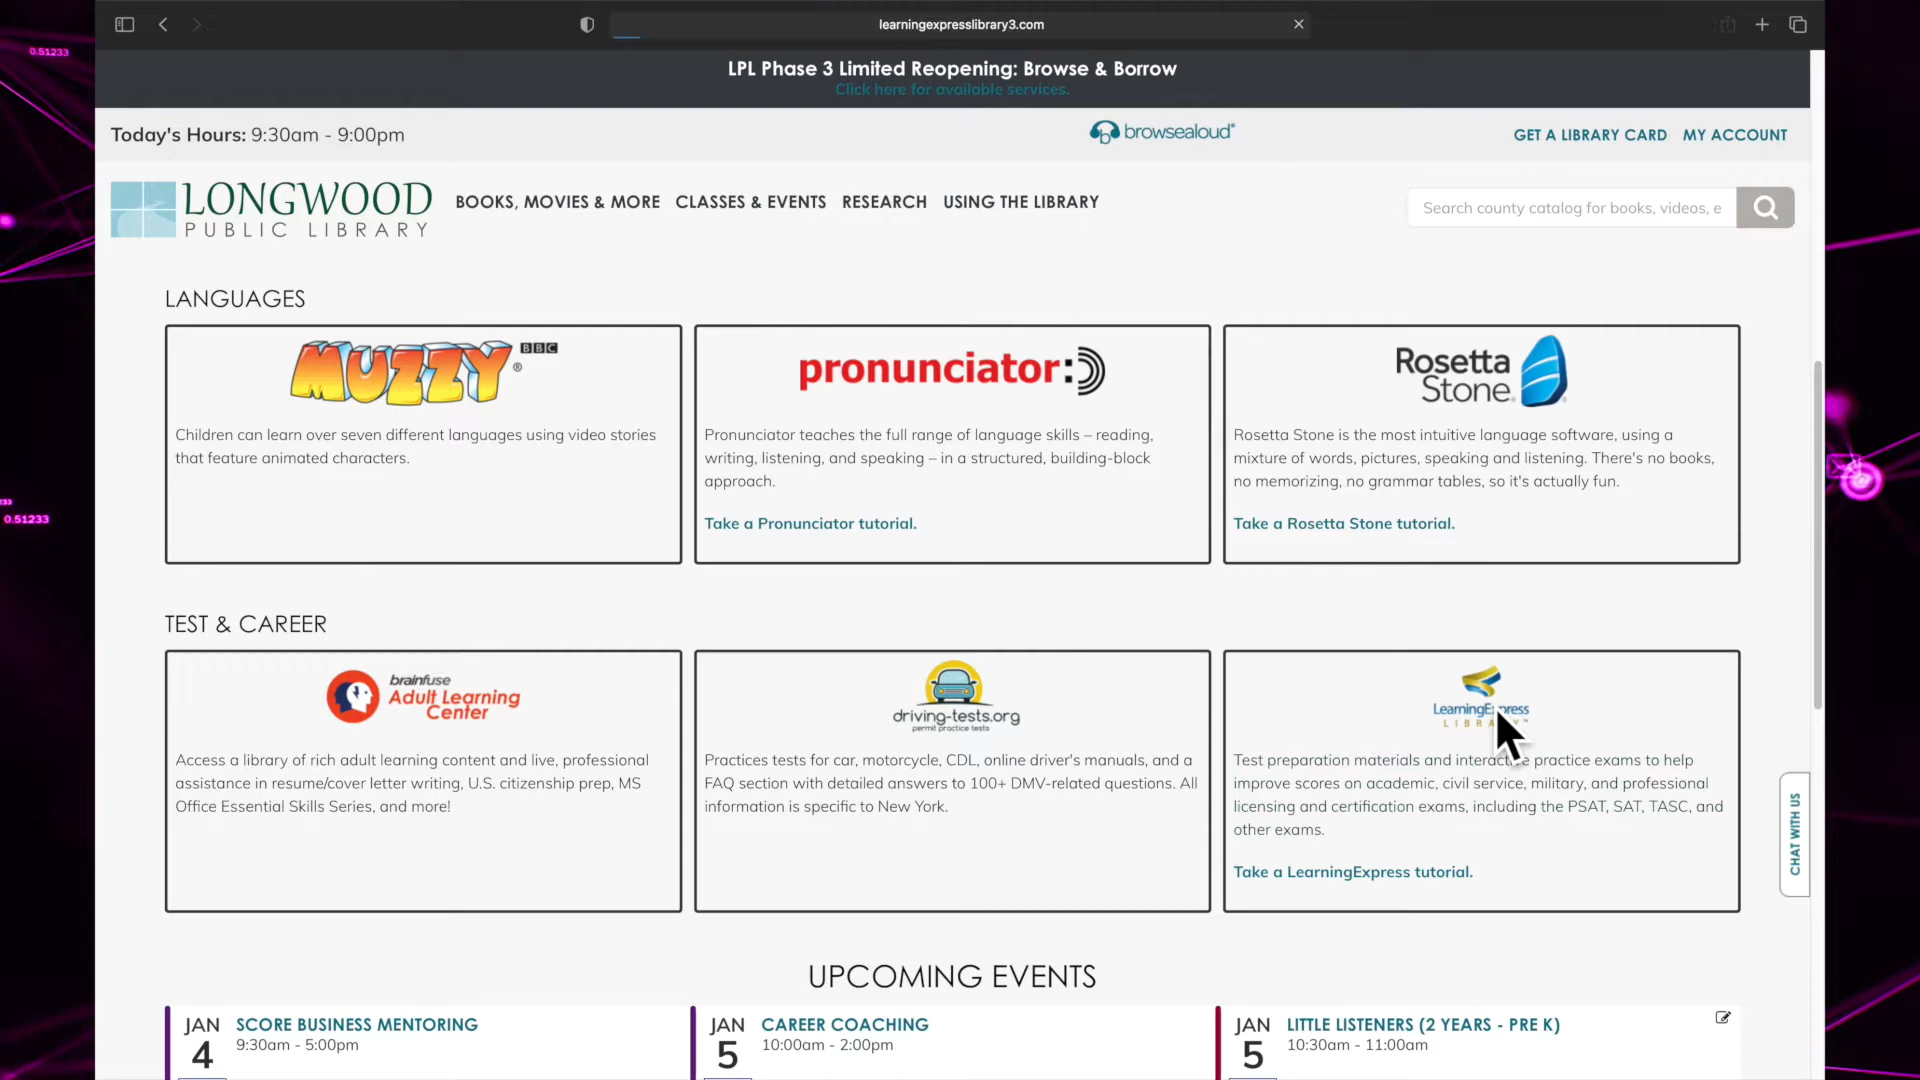 learningexpresslibrary3.com
LPL Phase 3 Limited Reopening: Browse & Borrow
Click here for available services.
Today's Hours: 9:30am - 9:00pm
browsealoud
GET A LIBRARY CARD MY ACCOUNT
LONGWOOD
PUBLIC LIBRARY
BOOKS, MOVIES & MORE CLASSES & EVENTS RESEARCH USING THE LIBRARY
Search county catalog for books, videos, e
LANGUAGES
MUZZY BBC
®
Children can learn over seven different languages using video stories
that feature animated characters.
pronunciator:)
Pronunciator teaches the full range of language skills – reading,
writing, listening, and speaking – in a structured, building-block
approach.
Take a Pronunciator tutorial.
Rosetta
Stone
Rosetta Stone is the most intuitive language software, using a
mixture of words, pictures, speaking and listening. There's no books,
no memorizing, no grammar tables, so it's actually fun.
Take a Rosetta Stone tutorial.
TEST & CAREER
brainfuse
Adult Learning
Center
Access a library of rich adult learning content and live, professional
assistance in resume/cover letter writing, U.S. citizenship prep, MS
Office Essential Skills Series, and more!
driving-tests.org
permit practice tests
Practices tests for car, motorcycle, CDL, online driver's manuals, and a
FAQ section with detailed answers to 100+ DMV-related questions. All
information is specific to New York.
LearningExpress
Test preparation materials and interactive practice exams to help
improve scores on academic, civil service, military, and professional
licensing and certification exams, including the PSAT, SAT, TASC, and
other exams.
Take a LearningExpress tutorial.
CHAT WITH US
UPCOMING EVENTS
JAN
4
SCORE BUSINESS MENTORING
9:30am - 5:00pm
JAN
5
CAREER COACHING
10:00am - 2:00pm
JAN
5
LITTLE LISTENERS (2 YEARS - PRE K)
10:30am - 11:00am
0.51233
0.51233